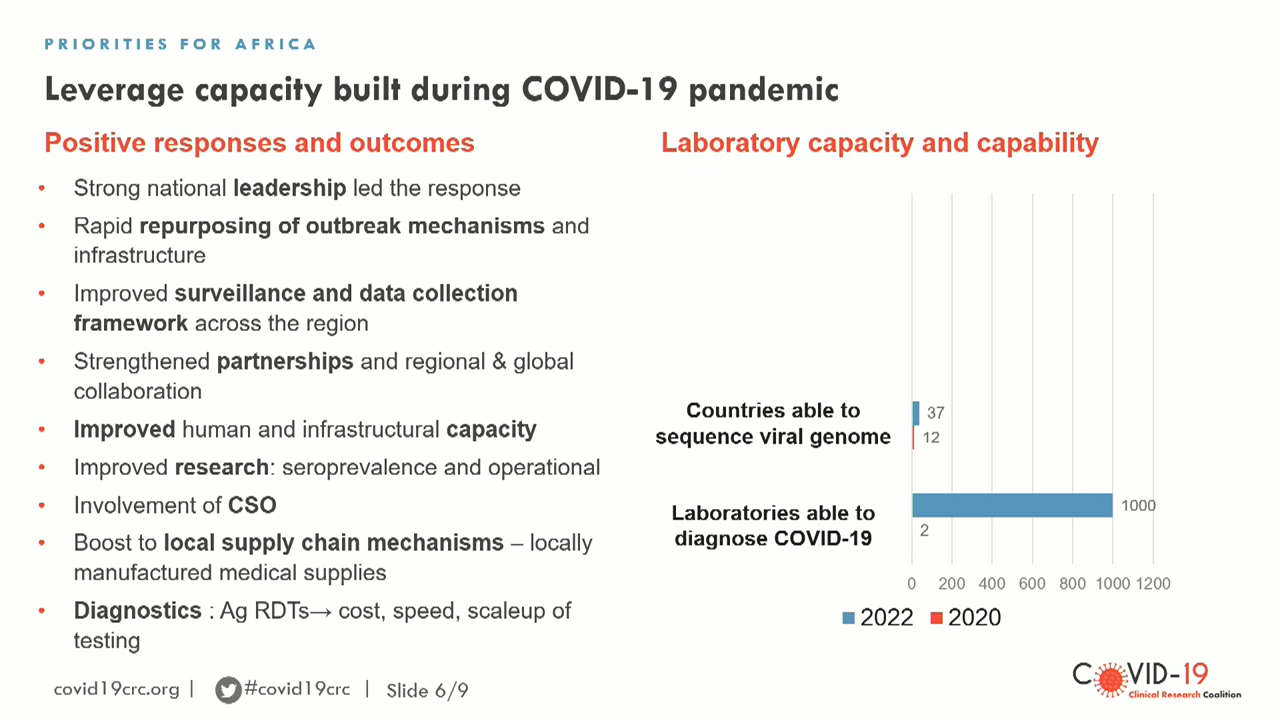 PRIORITIES FOR AFRICA
Leverage capacity built during COVID-19 pandemic
Positive responses and outcomes
• Strong national leadership led the response
• Rapid repurposing of outbreak mechanisms and
infrastructure
• Improved surveillance and data collection
framework across the region
• Strengthened partnerships and regional & global
collaboration
• Improved human and infrastructural capacity
• Improved research: seroprevalence and operational
• Involvement of CSO
• Boost to local supply chain mechanisms – locally
manufactured medical supplies
• Diagnostics : Ag RDTs→ cost, speed, scaleup of
testing
Laboratory capacity and capability
Countries able to
sequence viral genome
37
12
Laboratories able to
diagnose COVID-19
1000
2
0 200 400 600 800 1000 1200
2022 2020
covid19crc.org | #covid19crc | Slide 6/9
COVID-19
Clinical Research Coalition